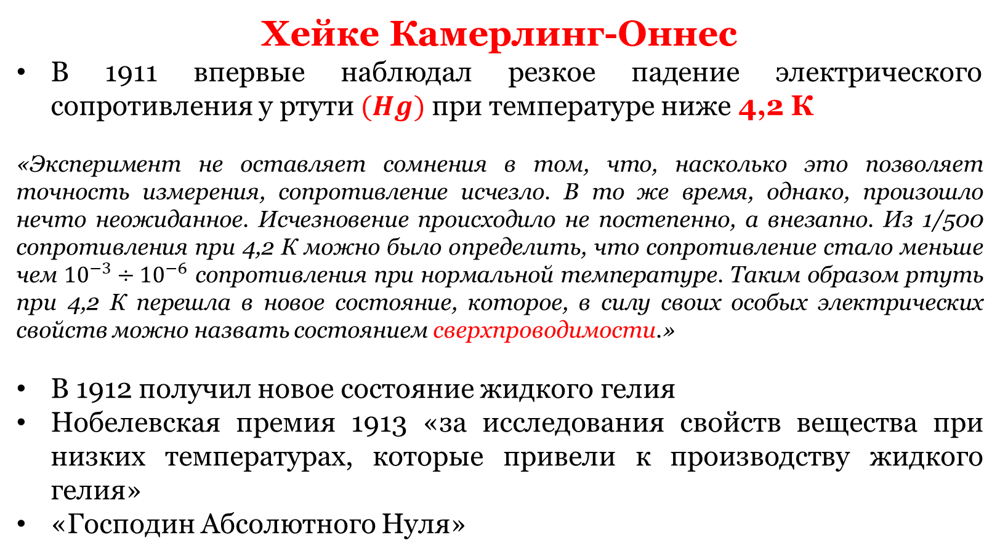 Хейке Камерлинг-Оннес
• В 1911 впервые наблюдал резкое падение электрического
сопротивления у ртути (Hg) при температуре ниже 4,2 К
«Эксперимент не оставляет сомнения в том, что, насколько это позволяет
точность измерения, сопротивление исчезло. В то же время, однако, произошло
нечто неожиданное. Исчезновение происходило не постепенно, а внезапно. Из 1/500
сопротивления при 4,2 К можно было определить, что сопротивление стало меньше
чем 10⁻³ ÷ 10⁻⁶ сопротивления при нормальной температуре. Таким образом ртуть
при 4,2 К перешла в новое состояние, которое, в силу своих особых электрических
свойств можно назвать состоянием сверхпроводимости.»
• В 1912 получил новое состояние жидкого гелия
• Нобелевская премия 1913 «за исследования свойств вещества при
низких температурах, которые привели к производству жидкого
гелия»
• «Господин Абсолютного Нуля»